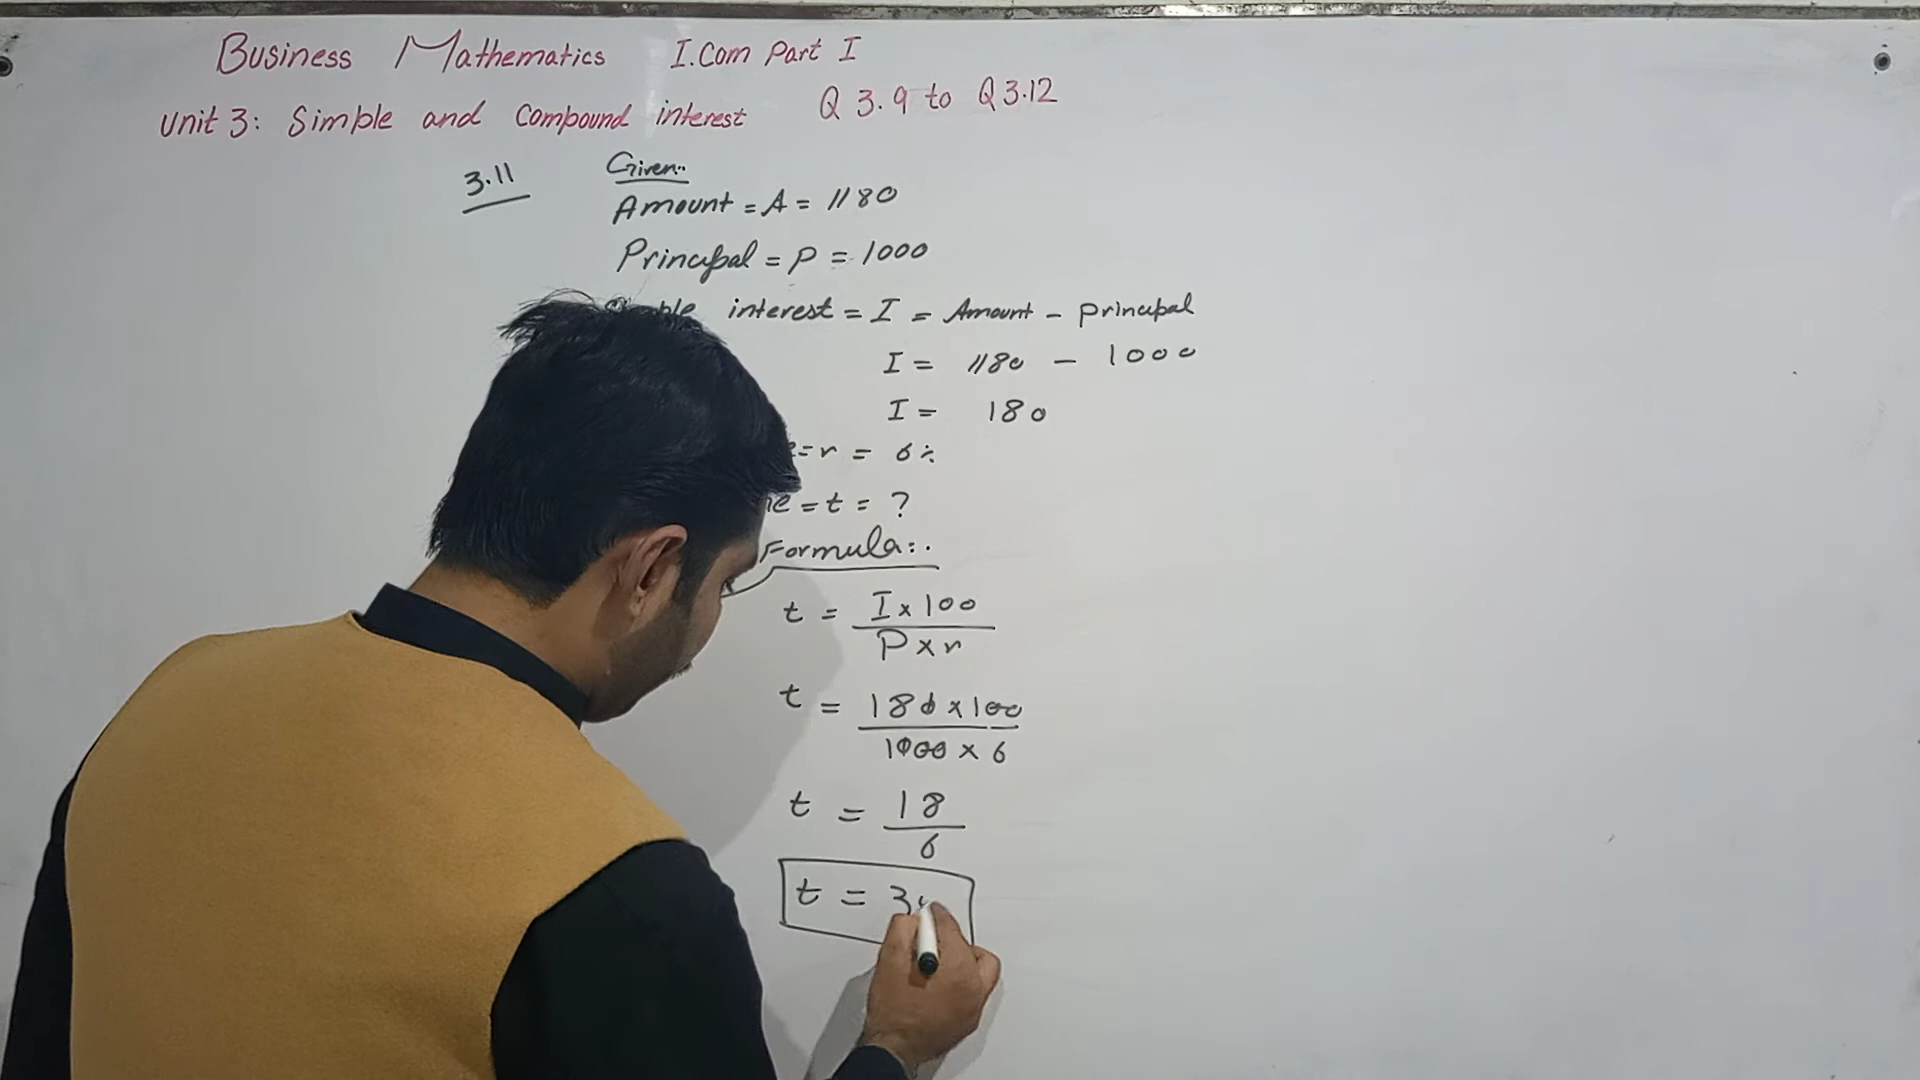 Business Mathematics I.Com Part I
Unit 3: Simple and Compound interest Q 3.9 to Q 3.12
3.11 Given:
Amount = A = 1180
Principal = P = 1000
interest = I = Amount - principal
I = 1180 - 1000
I = 180
= r = 6%
= t = ?
Formula:
t = I x 100
P x r
t = 180 x 100
1000 x 6
t = 18
6
t = 3